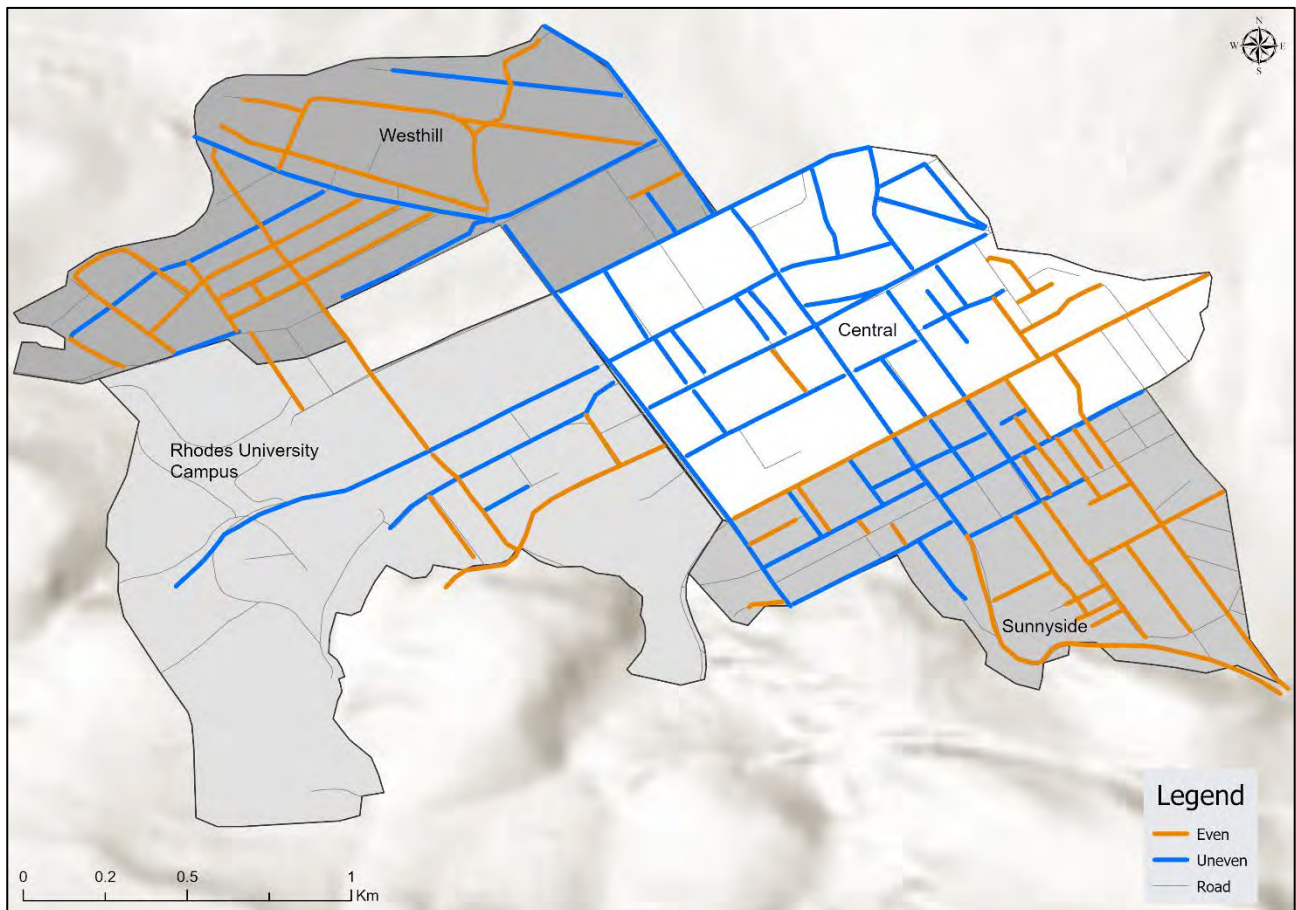 N
W E
S
Westhill
Central
Rhodes University
Campus
Sunnyside
Legend
Even
Uneven
Road
0 0.2 0.5 1
Km